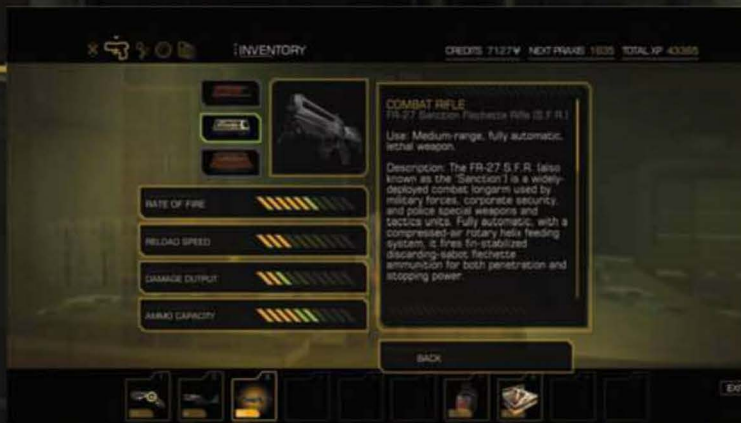 INVENTORY
CREDITS 7127¥ NEXT PRAXIS 1835 TOTAL XP 43365
COMBAT RIFLE
FR-27 Sanction Flechette Rifle (S.F.R.)
Use: Medium-range, fully automatic,
lethal weapon.
Description: The FR-27 S.F.R. (also
known as the 'Sanction') is a widely-
deployed combat longarm used by
military forces, corporate security,
and police special weapons and
tactics units. Fully automatic, with a
compressed-air rotary helix feeding
system, it fires fin-stabilized
discarding-sabot flechette
ammunition for both penetration and
stopping power.
RATE OF FIRE
RELOAD SPEED
DAMAGE OUTPUT
AMMO CAPACITY
BACK